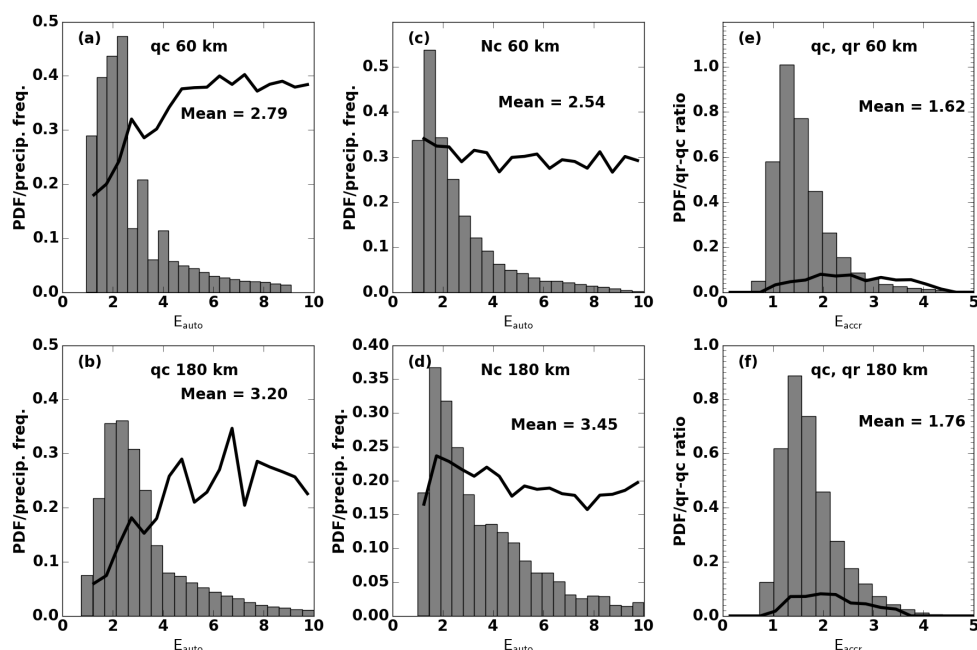 (a)
qc 60 km
Mean = 2.79
PDF/precip. freq.
0.5
0.4
0.3
0.2
0.1
0.0
0 2 4 6 8 10
E_auto
(c)
Nc 60 km
Mean = 2.54
PDF/precip. freq.
0.5
0.4
0.3
0.2
0.1
0.0
0 2 4 6 8 10
E_auto
(e)
qc, qr 60 km
Mean = 1.62
PDF/qr-qc ratio
1.0
0.8
0.6
0.4
0.2
0.0
0 1 2 3 4 5
E_accr
(b)
qc 180 km
Mean = 3.20
PDF/precip. freq.
0.5
0.4
0.3
0.2
0.1
0.0
0 2 4 6 8 10
E_auto
(d)
Nc 180 km
Mean = 3.45
PDF/precip. freq.
0.40
0.35
0.30
0.25
0.20
0.15
0.10
0.05
0.00
0 2 4 6 8 10
E_auto
(f)
qc, qr 180 km
Mean = 1.76
PDF/qr-qc ratio
1.0
0.8
0.6
0.4
0.2
0.0
0 1 2 3 4 5
E_accr